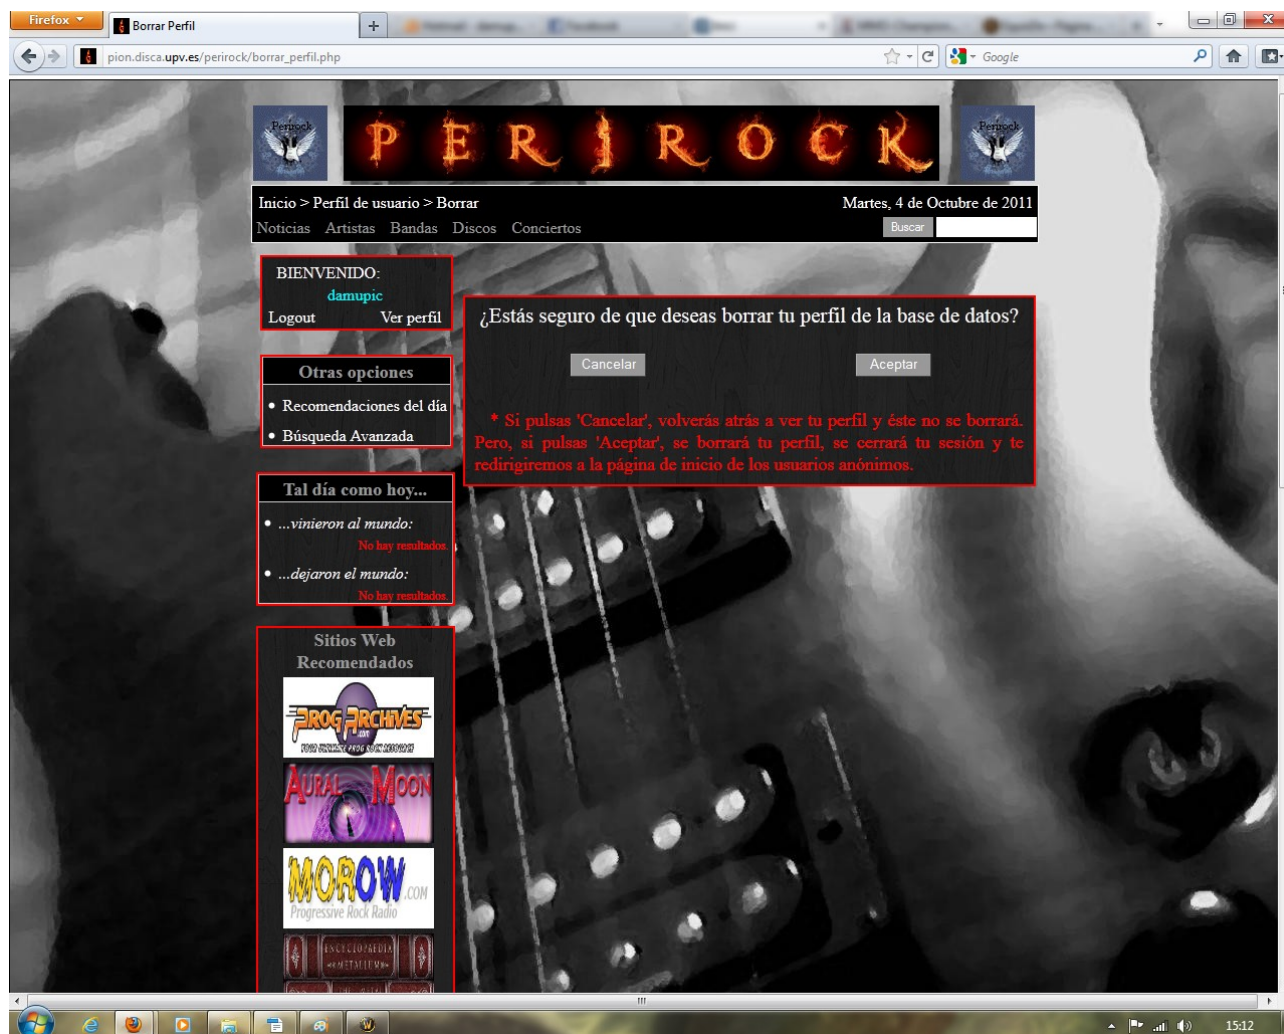 Firefox
Borrar Perfil
pion.disca.upv.es/perirock/borrar_perfil.php
Google
Perirock
PERIROCK
Perirock
Inicio > Perfil de usuario > Borrar
Martes, 4 de Octubre de 2011
Noticias Artistas Bandas Discos Conciertos
Buscar
BIENVENIDO:
damupic
Logout Ver perfil
¿Estás seguro de que deseas borrar tu perfil de la base de datos?
Cancelar Aceptar
* Si pulsas 'Cancelar', volverás atrás a ver tu perfil y éste no se borrará.
Pero, si pulsas 'Aceptar', se borrará tu perfil, se cerrará tu sesión y te
redirigiremos a la página de inicio de los usuarios anónimos.
Otras opciones
• Recomendaciones del día
• Búsqueda Avanzada
Tal día como hoy...
• ...vinieron al mundo:
No hay resultados.
• ...dejaron el mundo:
No hay resultados.
Sitios Web
Recomendados
PROG ARCHIVES
.com
YOUR ULTIMATE PROG ROCK RESOURCE
AURAL MOON
MOROW.COM
Progressive Rock Radio
ENCYCLOPAEDIA
METALLUM
15:12